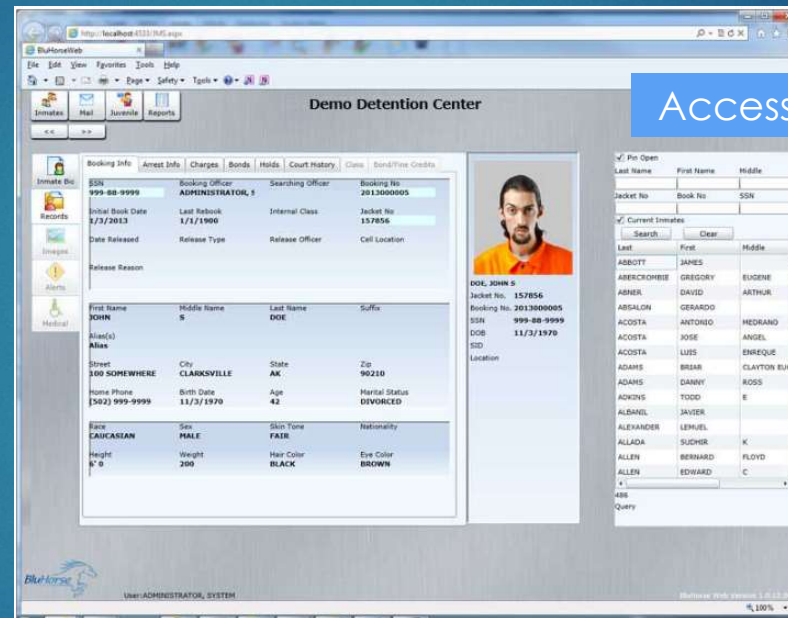 http://localhost:4533/JMS.aspx
BluHorseWeb
File Edit View Favorites Tools Help
Page Safety Tools
Access
Inmates Mail Juvenile Reports
Demo Detention Center
<< >>
Inmate Bio
Records
Images
Alerts
Medical
Booking Info Arrest Info Charges Bonds Holds Court History Class Bond/Fine Credits
SSN Booking Officer Searching Officer Booking No
999-88-9999 ADMINISTRATOR, S 2013000005
Initial Book Date Last Rebook Internal Class Jacket No
1/3/2013 1/1/1900 157856
Date Released Release Type Release Officer Cell Location
Release Reason
First Name Middle Name Last Name Suffix
JOHN S DOE
Alias(s)
Alias
Street City State Zip
100 SOMEWHERE CLARKSVILLE AK 90210
Home Phone Birth Date Age Marital Status
(502) 999-9999 11/3/1970 42 DIVORCED
Race Sex Skin Tone Nationality
CAUCASIAN MALE FAIR
Height Weight Hair Color Eye Color
6' 0 200 BLACK BROWN
DOE, JOHN S
Jacket No. 157856
Booking No. 2013000005
SSN 999-88-9999
DOB 11/3/1970
SID
Location
Pin Open
Last Name First Name Middle
Jacket No Book No SSN
Current Inmates
Search Clear
Last First Middle
ABBOTT JAMES
ABERCROMBIE GREGORY EUGENE
ABNER DAVID ARTHUR
ABSALON GERARDO
ACOSTA ANTONIO MEDRANO
ACOSTA JOSE ANGEL
ACOSTA LUIS ENREQUE
ADAMS BRIAR CLAYTON EU
ADAMS DANNY ROSS
ADKINS TODD E
ALBANIL JAVIER
ALEXANDER LEMUEL
ALLADA SUDHIR K
ALLEN BERNARD FLOYD
ALLEN EDWARD C
486
Query
BluHorse
User:ADMINISTRATOR, SYSTEM
BluHorse Web Version
100%